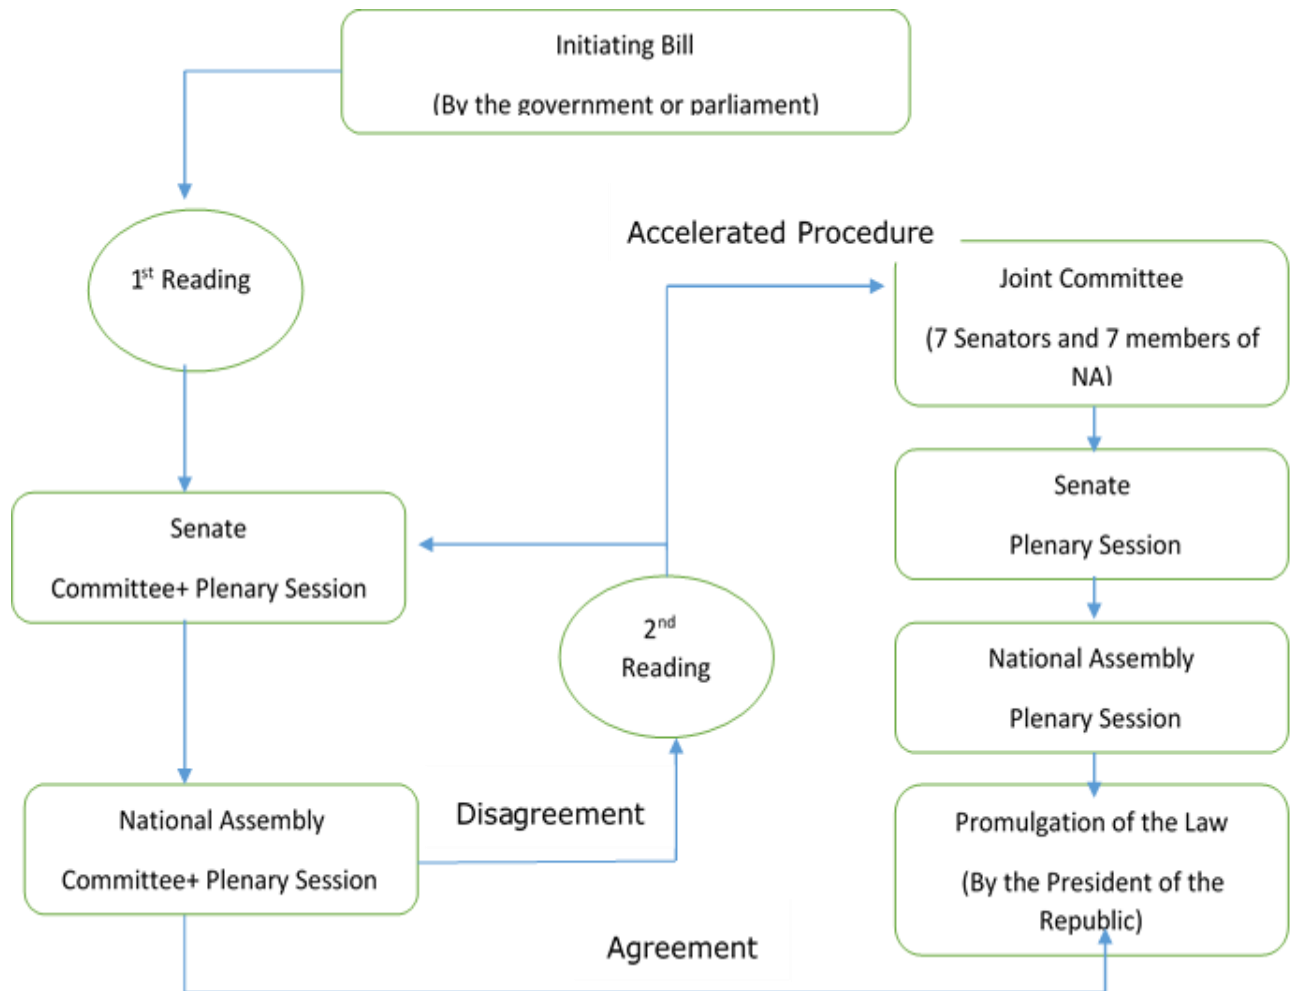 Initiating Bill
(By the government or parliament)
1st Reading
Accelerated Procedure
Joint Committee
(7 Senators and 7 members of
NA)
Senate
Committee+ Plenary Session
Senate
Plenary Session
2nd
Reading
National Assembly
Plenary Session
National Assembly
Committee+ Plenary Session
Disagreement
Promulgation of the Law
(By the President of the
Republic)
Agreement